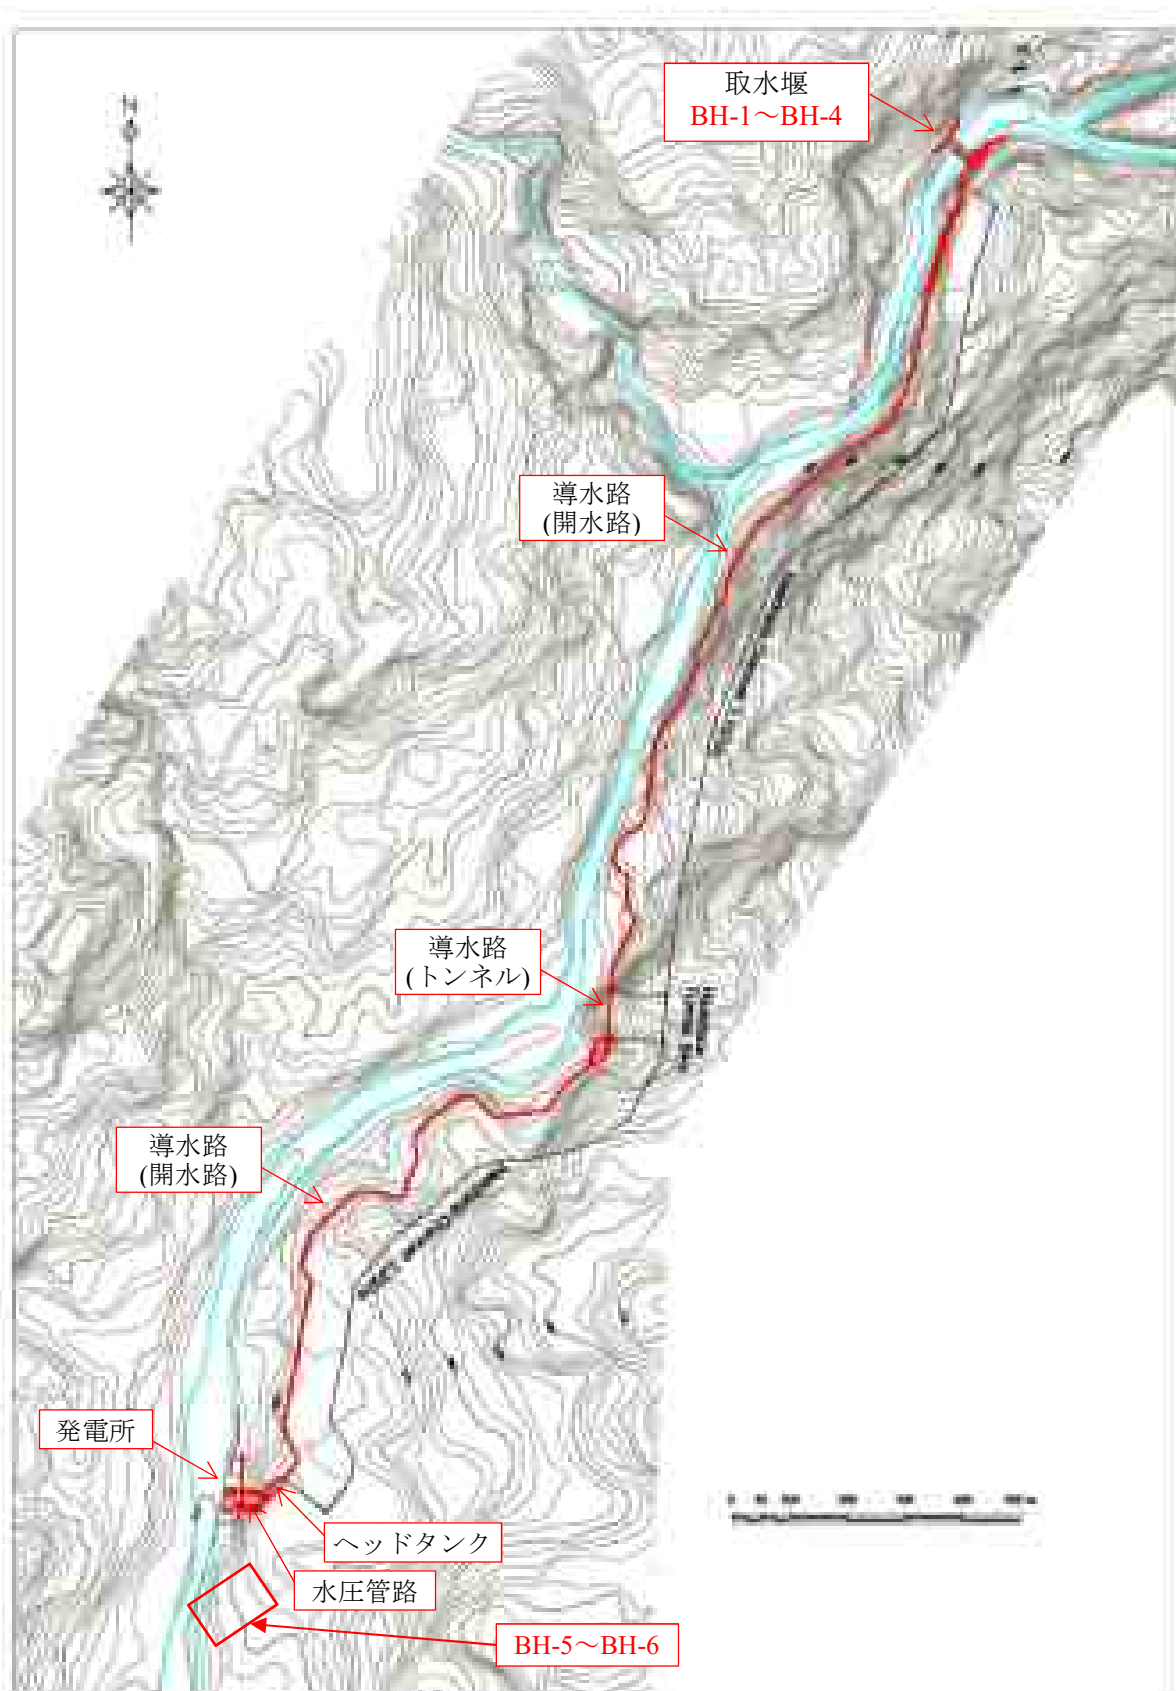 取水堰
BH-1～BH-4
N
導水路
(開水路)
導水路
(トンネル)
導水路
(開水路)
発電所
ヘッドタンク
水圧管路
BH-5～BH-6